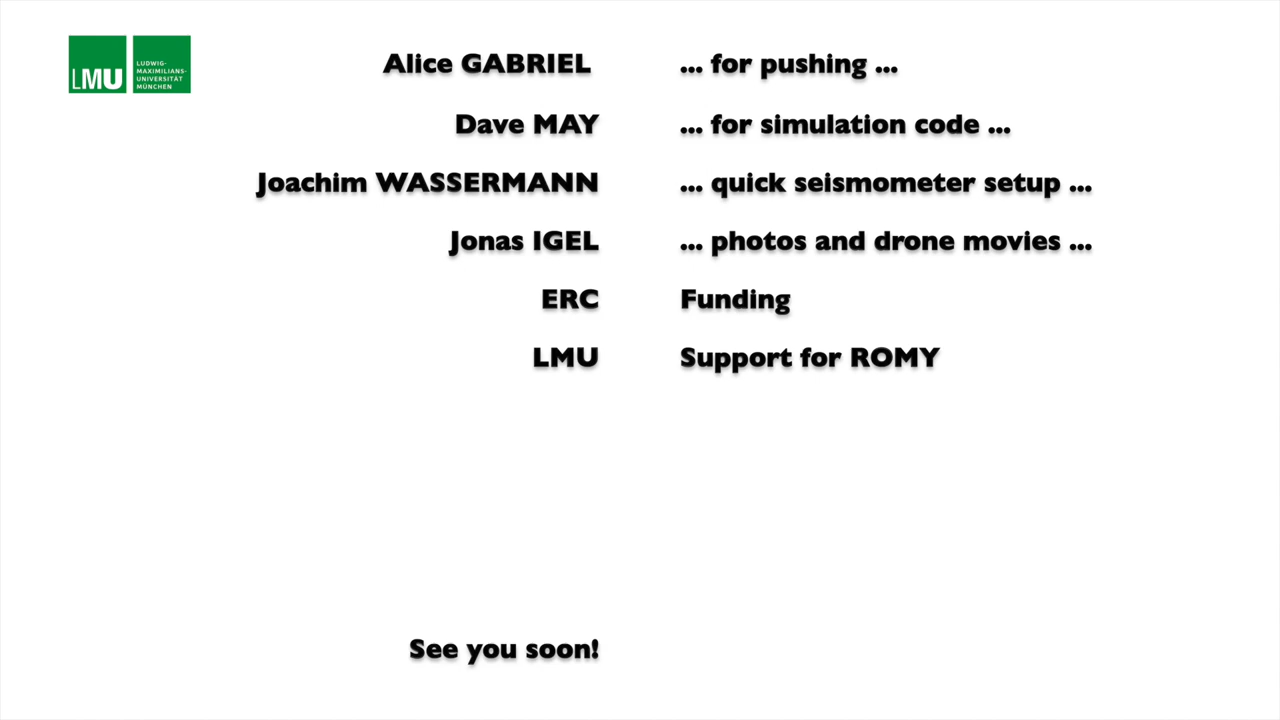 LMU
LUDWIG-
MAXIMILIANS-
UNIVERSITÄT
MÜNCHEN
Alice GABRIEL ... for pushing ...
Dave MAY ... for simulation code ...
Joachim WASSERMANN ... quick seismometer setup ...
Jonas IGEL ... photos and drone movies ...
ERC Funding
LMU Support for ROMY
See you soon!